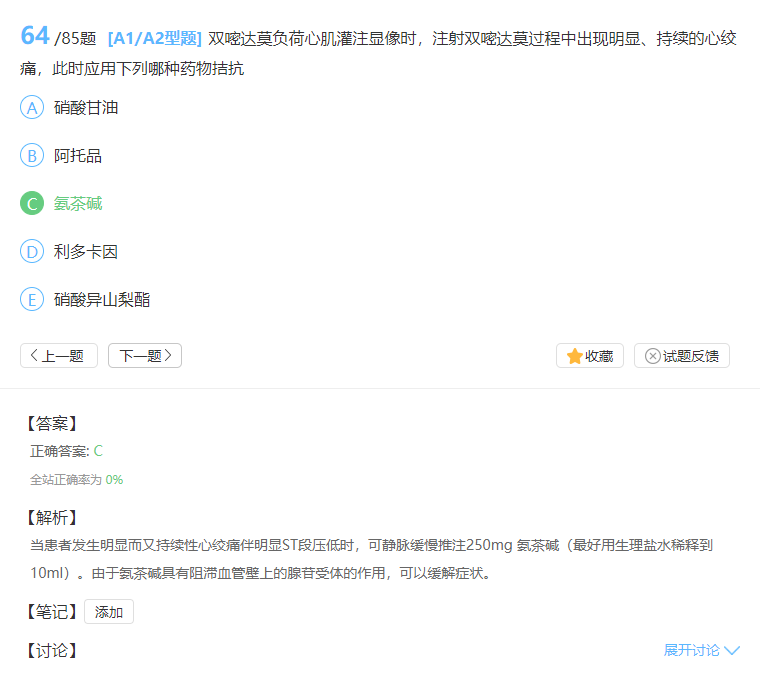 64 /85题 [A1/A2型题] 双嘧达莫负荷心肌灌注显像时，注射双嘧达莫过程中出现明显、持续的心绞
痛，此时应用下列哪种药物拮抗
A 硝酸甘油
B 阿托品
C 氨茶碱
D 利多卡因
E 硝酸异山梨酯
上一题 下一题 收藏 试题反馈
【答案】
正确答案: C
全站正确率为 0%
【解析】
当患者发生明显而又持续性心绞痛伴明显ST段压低时，可静脉缓慢推注250mg 氨茶碱（最好用生理盐水稀释到
10ml）。由于氨茶碱具有阻滞血管壁上的腺苷受体的作用，可以缓解症状。
【笔记】 添加
【讨论】 展开讨论